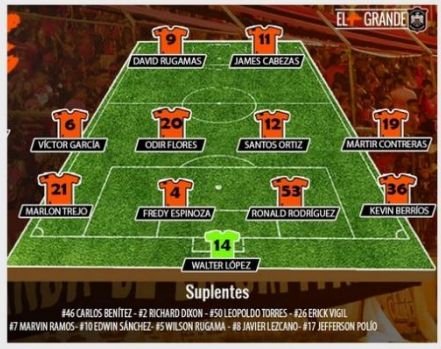 EL + GRANDE
9
11
DAVID RUGAMAS
JAMES CABEZAS
6
20
12
19
VÍCTOR GARCÍA
ODIR FLORES
SANTOS ORTIZ
MÁRTIR CONTRERAS
21
4
53
36
MARLON TREJO
FREDY ESPINOZA
RONALD RODRÍGUEZ
KEVIN BERRÍOS
14
WALTER LÓPEZ
Suplentes
#46 CARLOS BENÍTEZ - #2 RICHARD DIXON - #50 LEOPOLDO TORRES - #26 ERICK VIGIL
#7 MARVIN RAMOS- #10 EDWIN SÁNCHEZ- #5 WILSON RUGAMA - #8 JAVIER LEZCANO- #17 JEFFERSON POLÍO